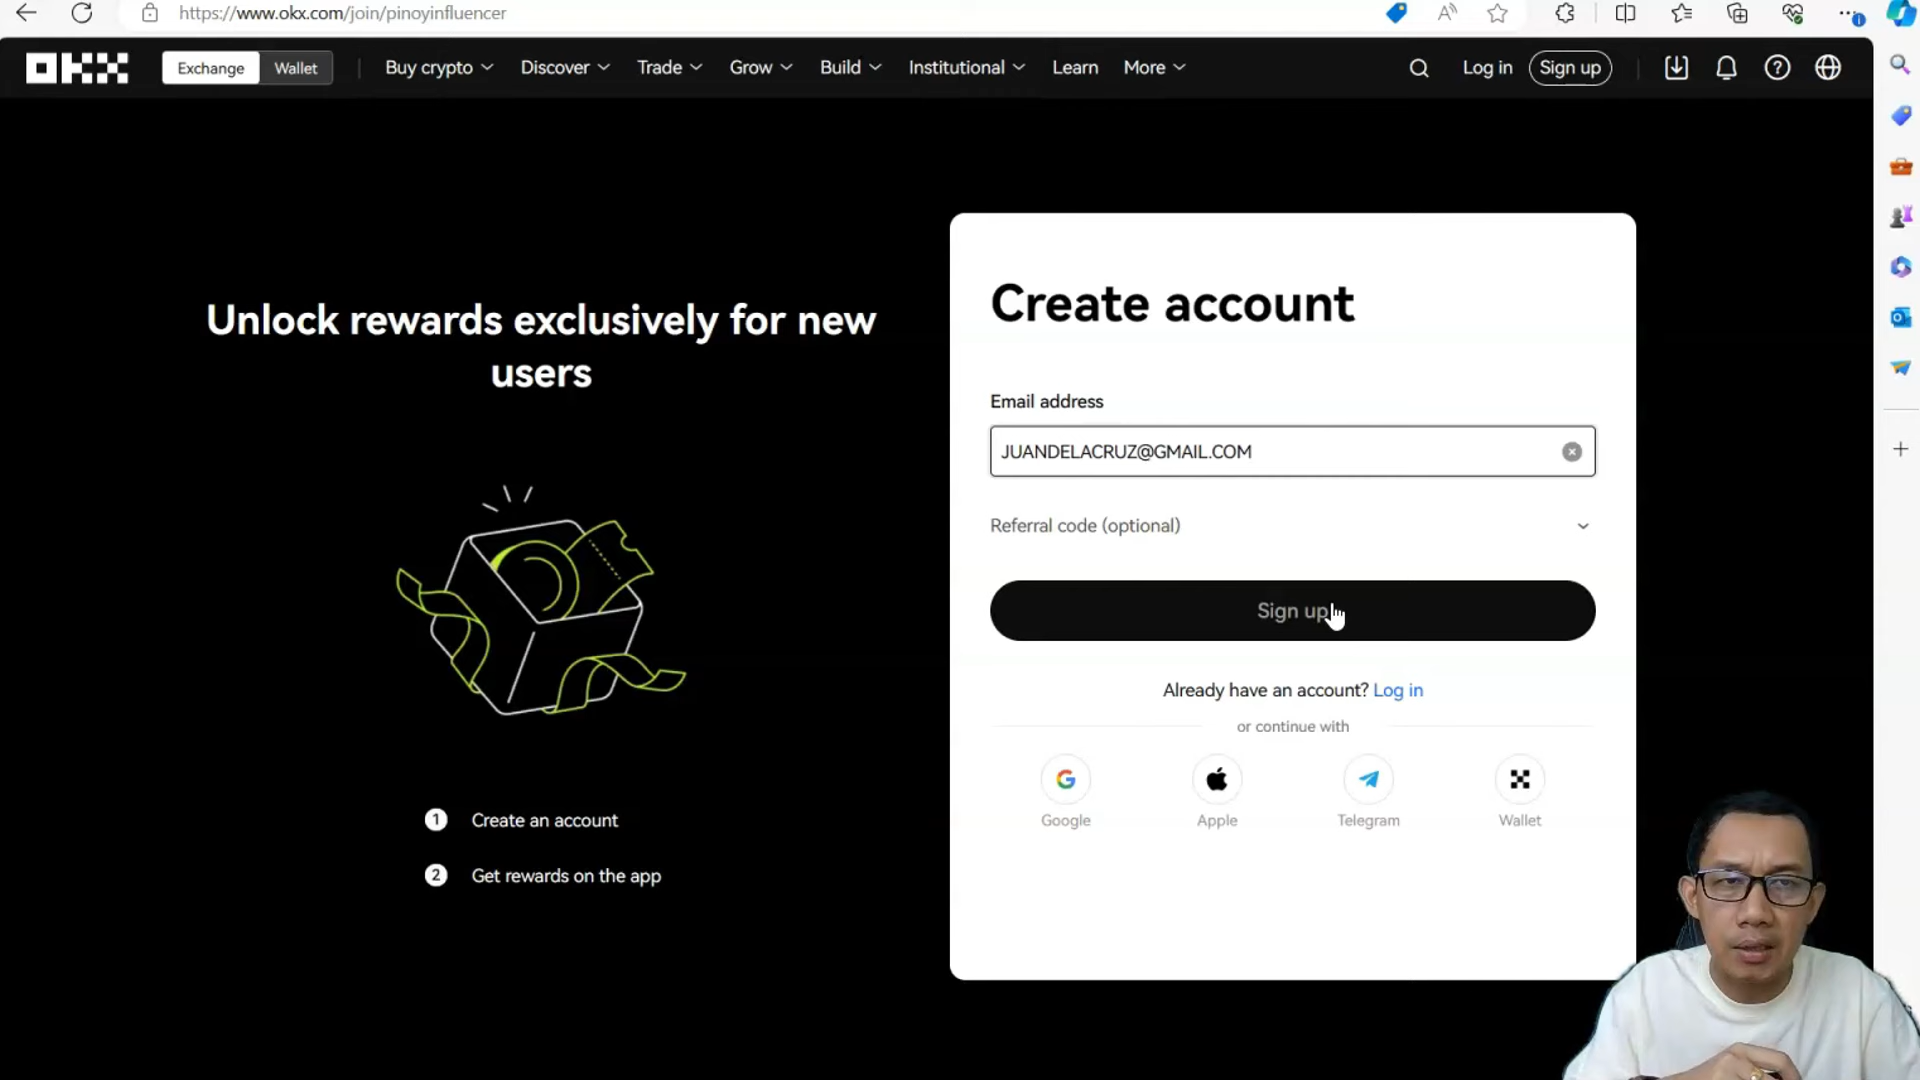 https://www.okx.com/join/pinoyinfluencer
OKX
Exchange
Wallet
Buy crypto
Discover
Trade
Grow
Build
Institutional
Learn
More
Log in
Sign up
Unlock rewards exclusively for new
users
1 Create an account
2 Get rewards on the app
Create account
Email address
JUANDELACRUZ@GMAIL.COM
Referral code (optional)
Sign up
Already have an account? Log in
or continue with
Google
Apple
Telegram
Wallet